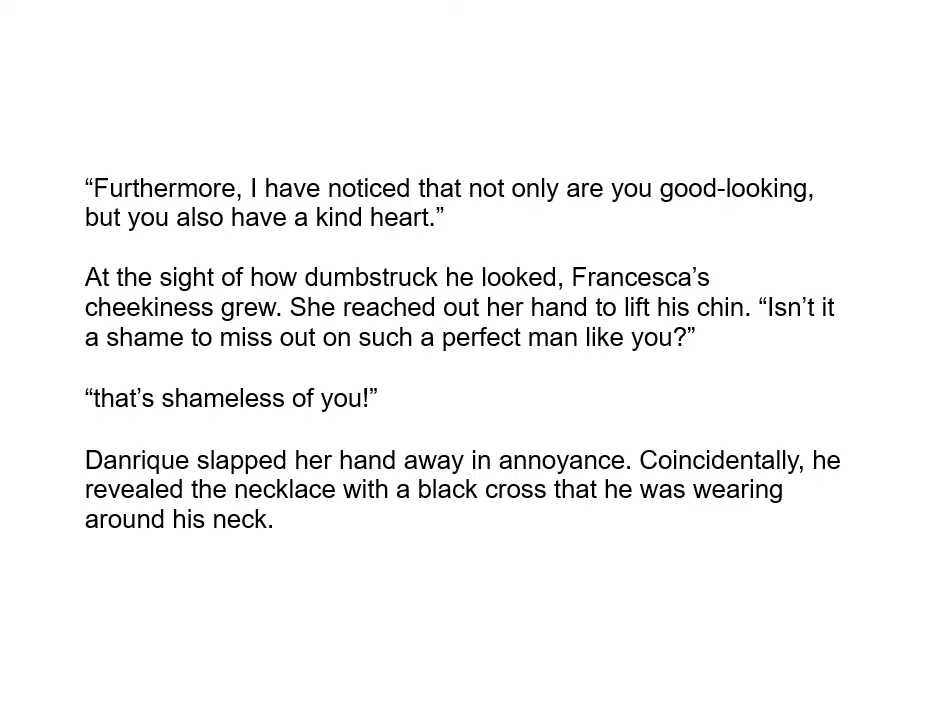 “Furthermore, I have noticed that not only are you good-looking,
but you also have a kind heart.”
At the sight of how dumbstruck he looked, Francesca’s
cheekiness grew. She reached out her hand to lift his chin. “Isn’t it
a shame to miss out on such a perfect man like you?”
“that’s shameless of you!”
Danrique slapped her hand away in annoyance. Coincidentally, he
revealed the necklace with a black cross that he was wearing
around his neck.